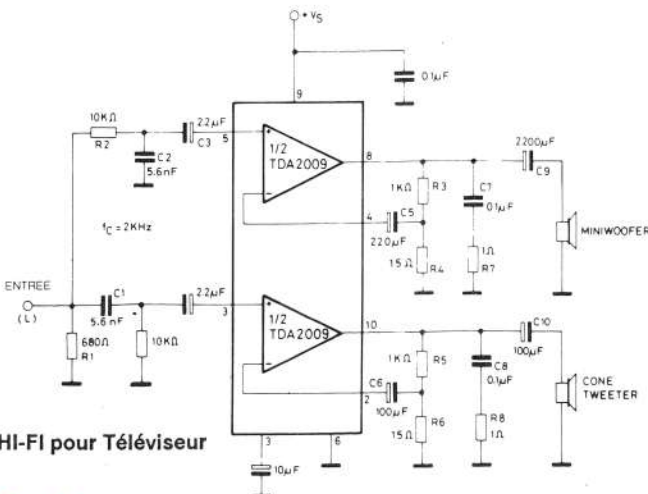 + VS
0.1µF
9
10KΩ
R2
2.2µF
C3
5
C2
5.6nF
1/2
TDA2009
8
2200µF
C9
1KΩ
R3
C7
0.1µF
4
C5
220µF
15Ω
R4
1Ω
R7
MINIWOOFER
fC = 2KHz
ENTREE
(L)
C1
5.6nF
2.2µF
3
680Ω
R1
10KΩ
1/2
TDA2009
10
C10
100µF
1KΩ
R5
C8
0.1µF
2
C6
100µF
15Ω
R6
R8
1Ω
CONE
TWEETER
HI-FI pour Téléviseur
3
10µF
6